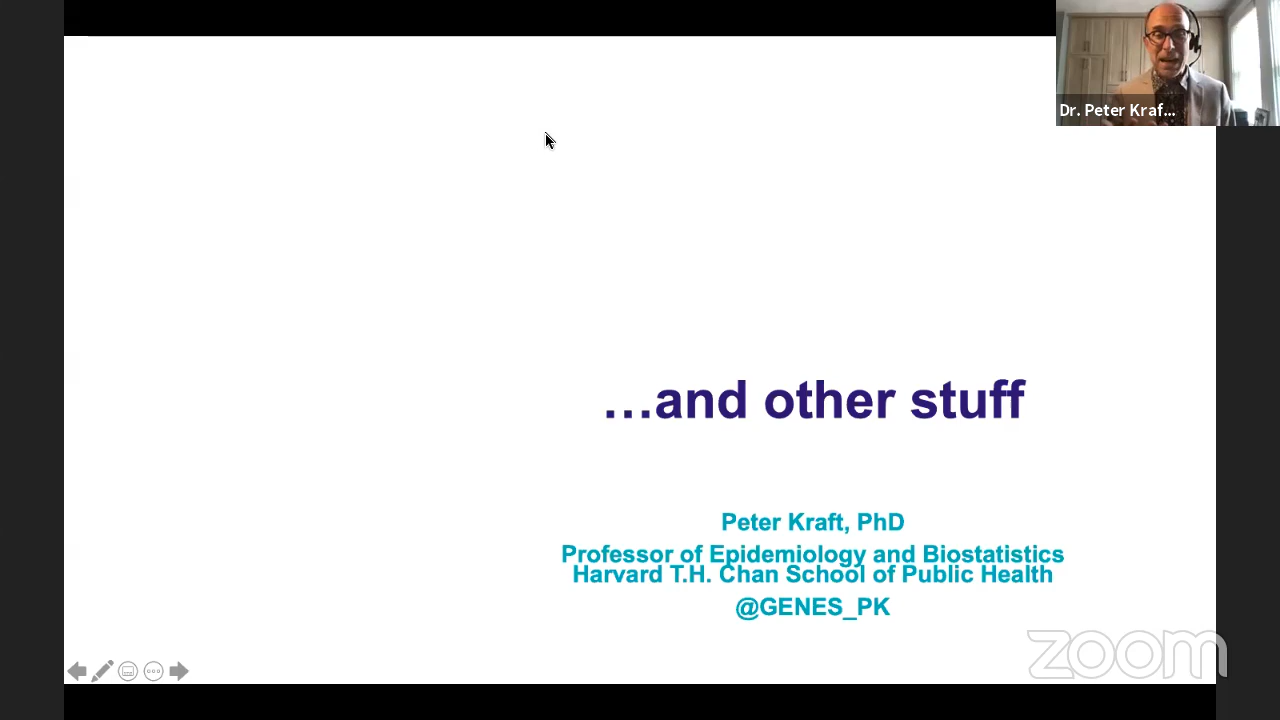 Dr. Peter Kraf...
...and other stuff
Peter Kraft, PhD
Professor of Epidemiology and Biostatistics
Harvard T.H. Chan School of Public Health
@GENES_PK
zoom